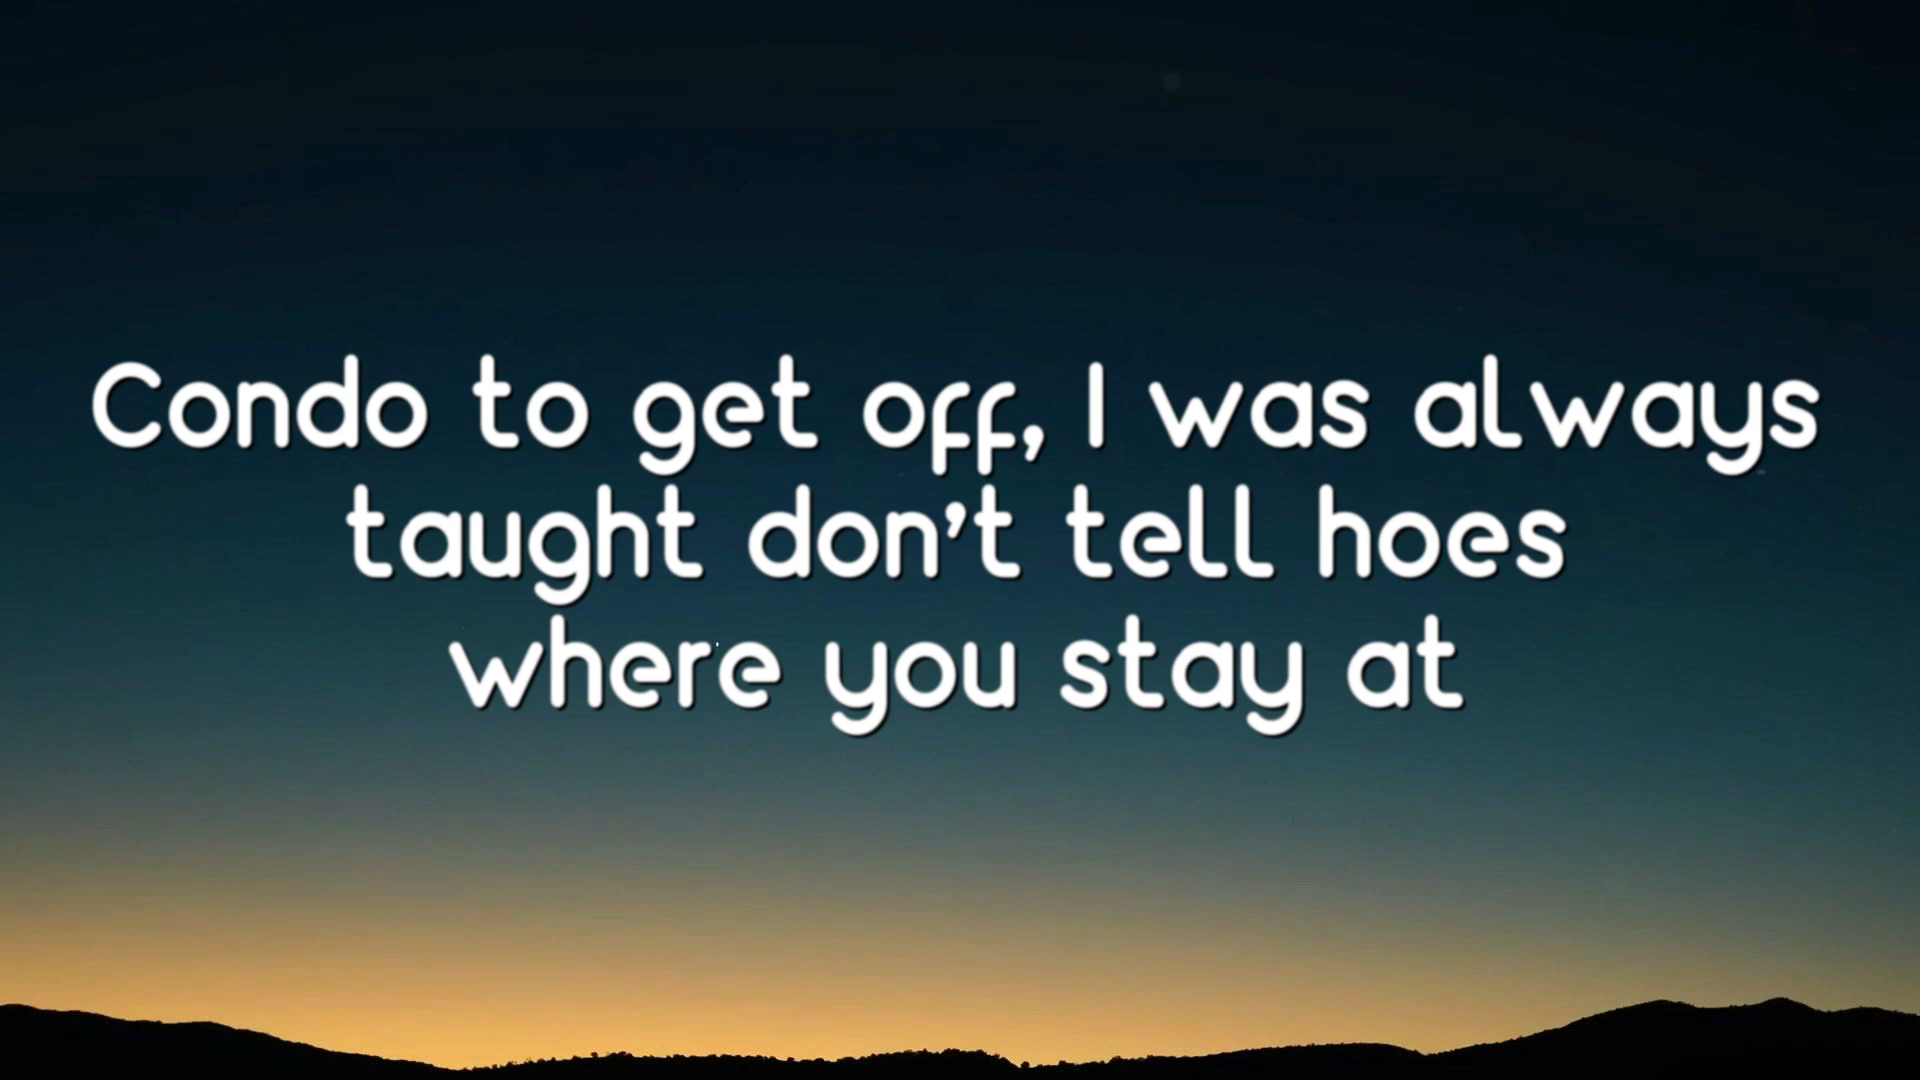 Condo to get off, I was always
taught don't tell hoes
where you stay at